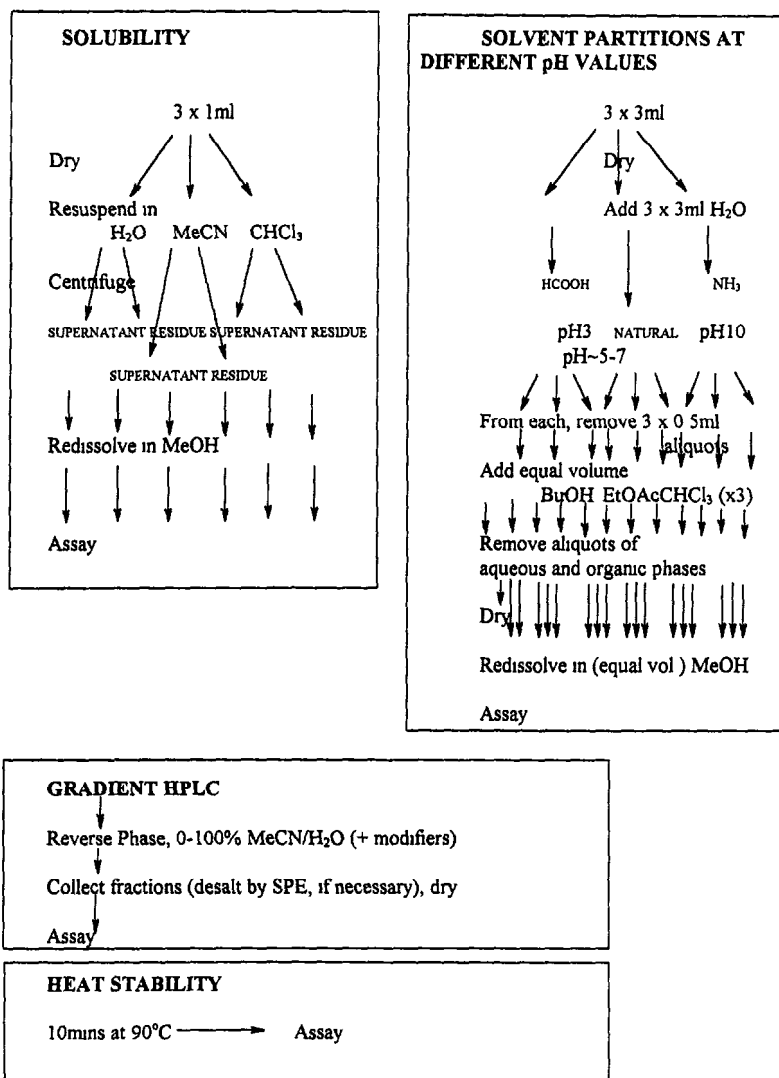 SOLUBILITY
3 x 1ml
Dry
Resuspend in
H₂O MeCN CHCl₃
Centrifuge
SUPERNATANT RESIDUE SUPERNATANT RESIDUE
SUPERNATANT RESIDUE
Redissolve in MeOH
Assay
SOLVENT PARTITIONS AT
DIFFERENT pH VALUES
3 x 3ml
Dry
Add 3 x 3ml H₂O
HCOOH NH₃
pH3 NATURAL pH10
pH~5-7
From each, remove 3 x 0 5ml
aliquots
Add equal volume
BuOH EtOAcCHCl₃ (x3)
Remove aliquots of
aqueous and organic phases
Dry
Redissolve in (equal vol ) MeOH
Assay
GRADIENT HPLC
Reverse Phase, 0-100% MeCN/H₂O (+ modifiers)
Collect fractions (desalt by SPE, if necessary), dry
Assay
HEAT STABILITY
10mins at 90°C Assay